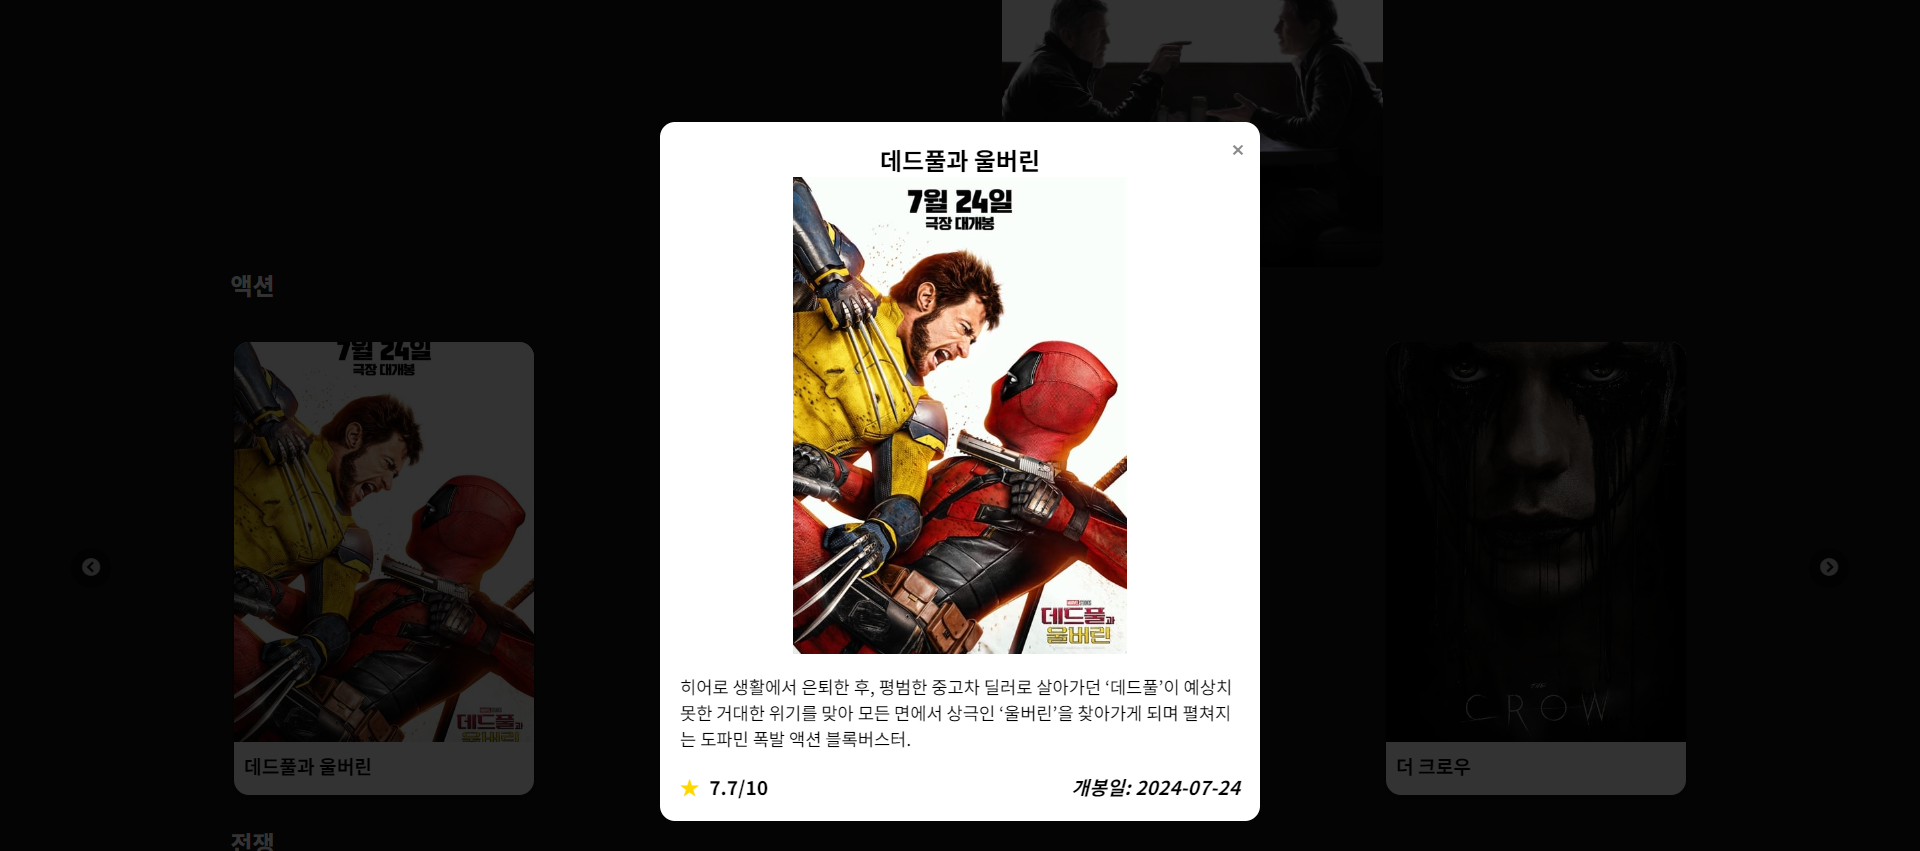 데드풀과 울버린
×
7월 24일
극장 대개봉
MARVEL STUDIOS
데드풀과
울버린
히어로 생활에서 은퇴한 후, 평범한 중고차 딜러로 살아가던 ‘데드풀’이 예상치
못한 거대한 위기를 맞아 모든 면에서 상극인 ‘울버린’을 찾아가게 되며 펼쳐지
는 도파민 폭발 액션 블록버스터.
7.7/10
개봉일: 2024-07-24
액션
7월 24일
극장 대개봉
데드풀과
울버린
데드풀과 울버린
THE
CROW
더 크로우
전쟁